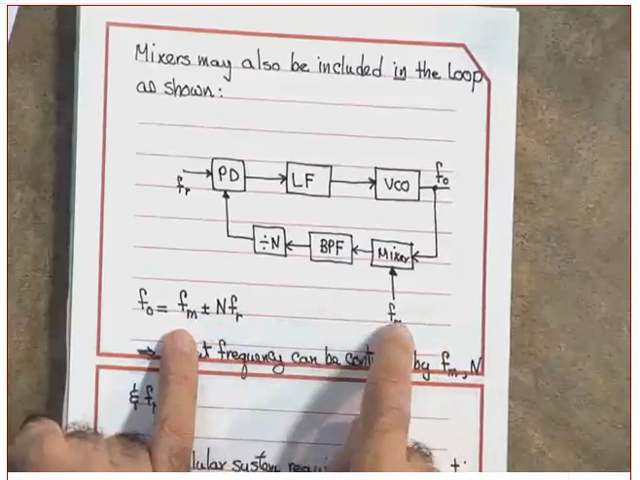 Mixers may also be included in the loop
as shown:
fr
PD
LF
VCO
fo
÷N
BPF
Mixer
fo = fm ± Nfr
fm
frequency can be by fm, N
& f
system